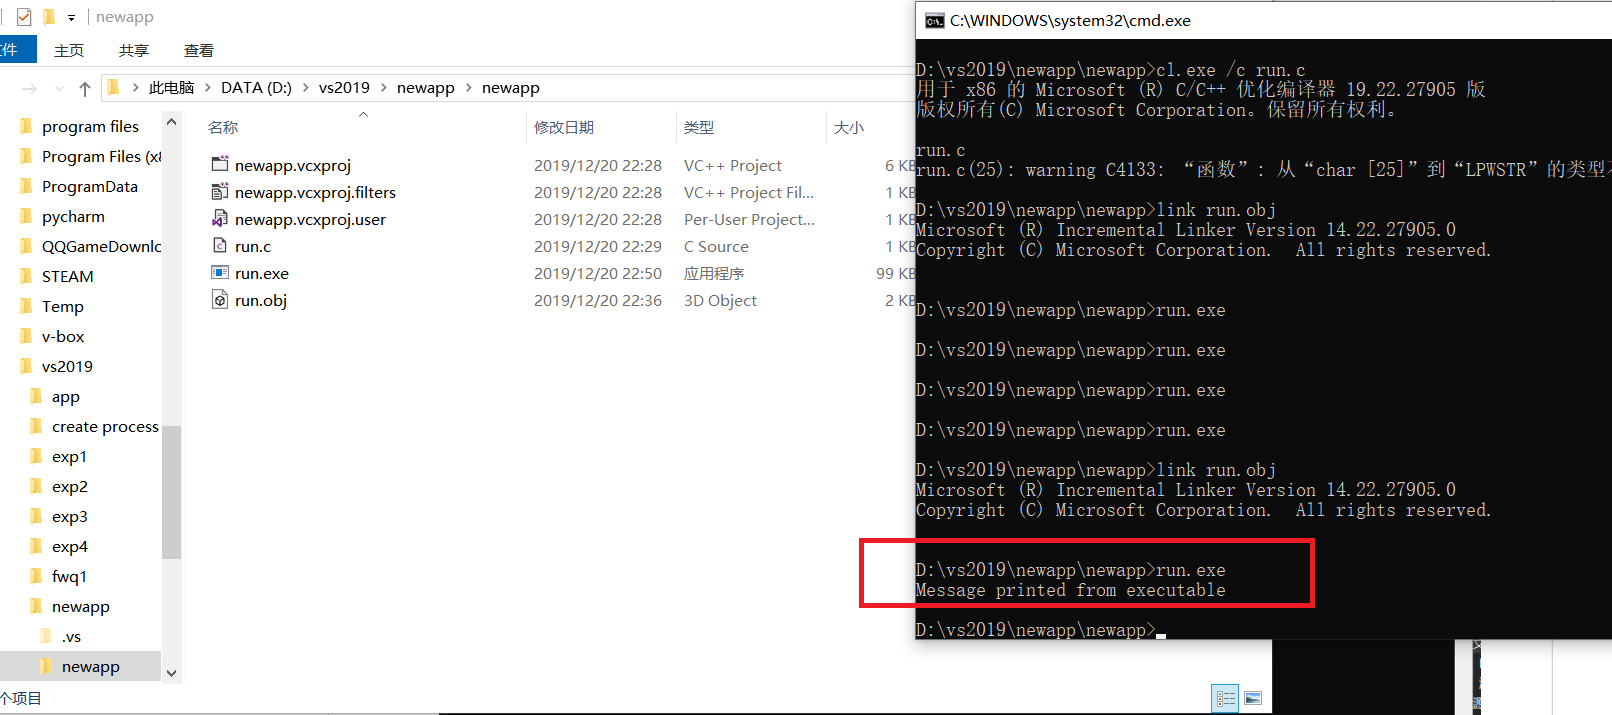 newapp
件 主页 共享 查看
此电脑 > DATA (D:) > vs2019 > newapp > newapp
program files
Program Files (x8
ProgramData
pycharm
QQGameDownlo
STEAM
Temp
v-box
vs2019
app
create process
exp1
exp2
exp3
exp4
fwq1
newapp
.vs
newapp
个项目
名称 修改日期 类型 大小
newapp.vcxproj 2019/12/20 22:28 VC++ Project 6 KB
newapp.vcxproj.filters 2019/12/20 22:28 VC++ Project Fil... 1 KB
newapp.vcxproj.user 2019/12/20 22:28 Per-User Project... 1 KB
run.c 2019/12/20 22:29 C Source 1 KB
run.exe 2019/12/20 22:50 应用程序 99 KB
run.obj 2019/12/20 22:36 3D Object 2 KB
C:\WINDOWS\system32\cmd.exe
D:\vs2019\newapp\newapp>cl.exe /c run.c
用于 x86 的 Microsoft (R) C/C++ 优化编译器 19.22.27905 版
版权所有(C) Microsoft Corporation。保留所有权利。
run.c
run.c(25): warning C4133: “函数”: 从“char [25]”到“LPWSTR”的类型
D:\vs2019\newapp\newapp>link run.obj
Microsoft (R) Incremental Linker Version 14.22.27905.0
Copyright (C) Microsoft Corporation.  All rights reserved.
D:\vs2019\newapp\newapp>run.exe
D:\vs2019\newapp\newapp>run.exe
D:\vs2019\newapp\newapp>run.exe
D:\vs2019\newapp\newapp>run.exe
D:\vs2019\newapp\newapp>link run.obj
Microsoft (R) Incremental Linker Version 14.22.27905.0
Copyright (C) Microsoft Corporation.  All rights reserved.
D:\vs2019\newapp\newapp>run.exe
Message printed from executable
D:\vs2019\newapp\newapp>